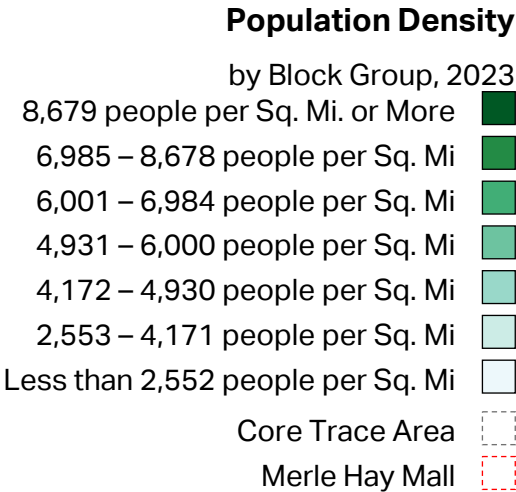 Population Density
by Block Group, 2023
8,679 people per Sq. Mi. or More
6,985 – 8,678 people per Sq. Mi
6,001 – 6,984 people per Sq. Mi
4,931 – 6,000 people per Sq. Mi
4,172 – 4,930 people per Sq. Mi
2,553 – 4,171 people per Sq. Mi
Less than 2,552 people per Sq. Mi
Core Trace Area
Merle Hay Mall